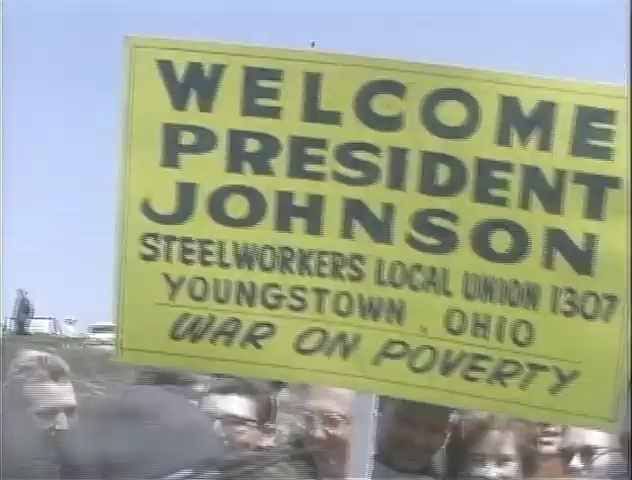 WELCOME
PRESIDENT
JOHNSON
STEELWORKERS LOCAL UNION 1307
YOUNGSTOWN, OHIO
WAR ON POVERTY